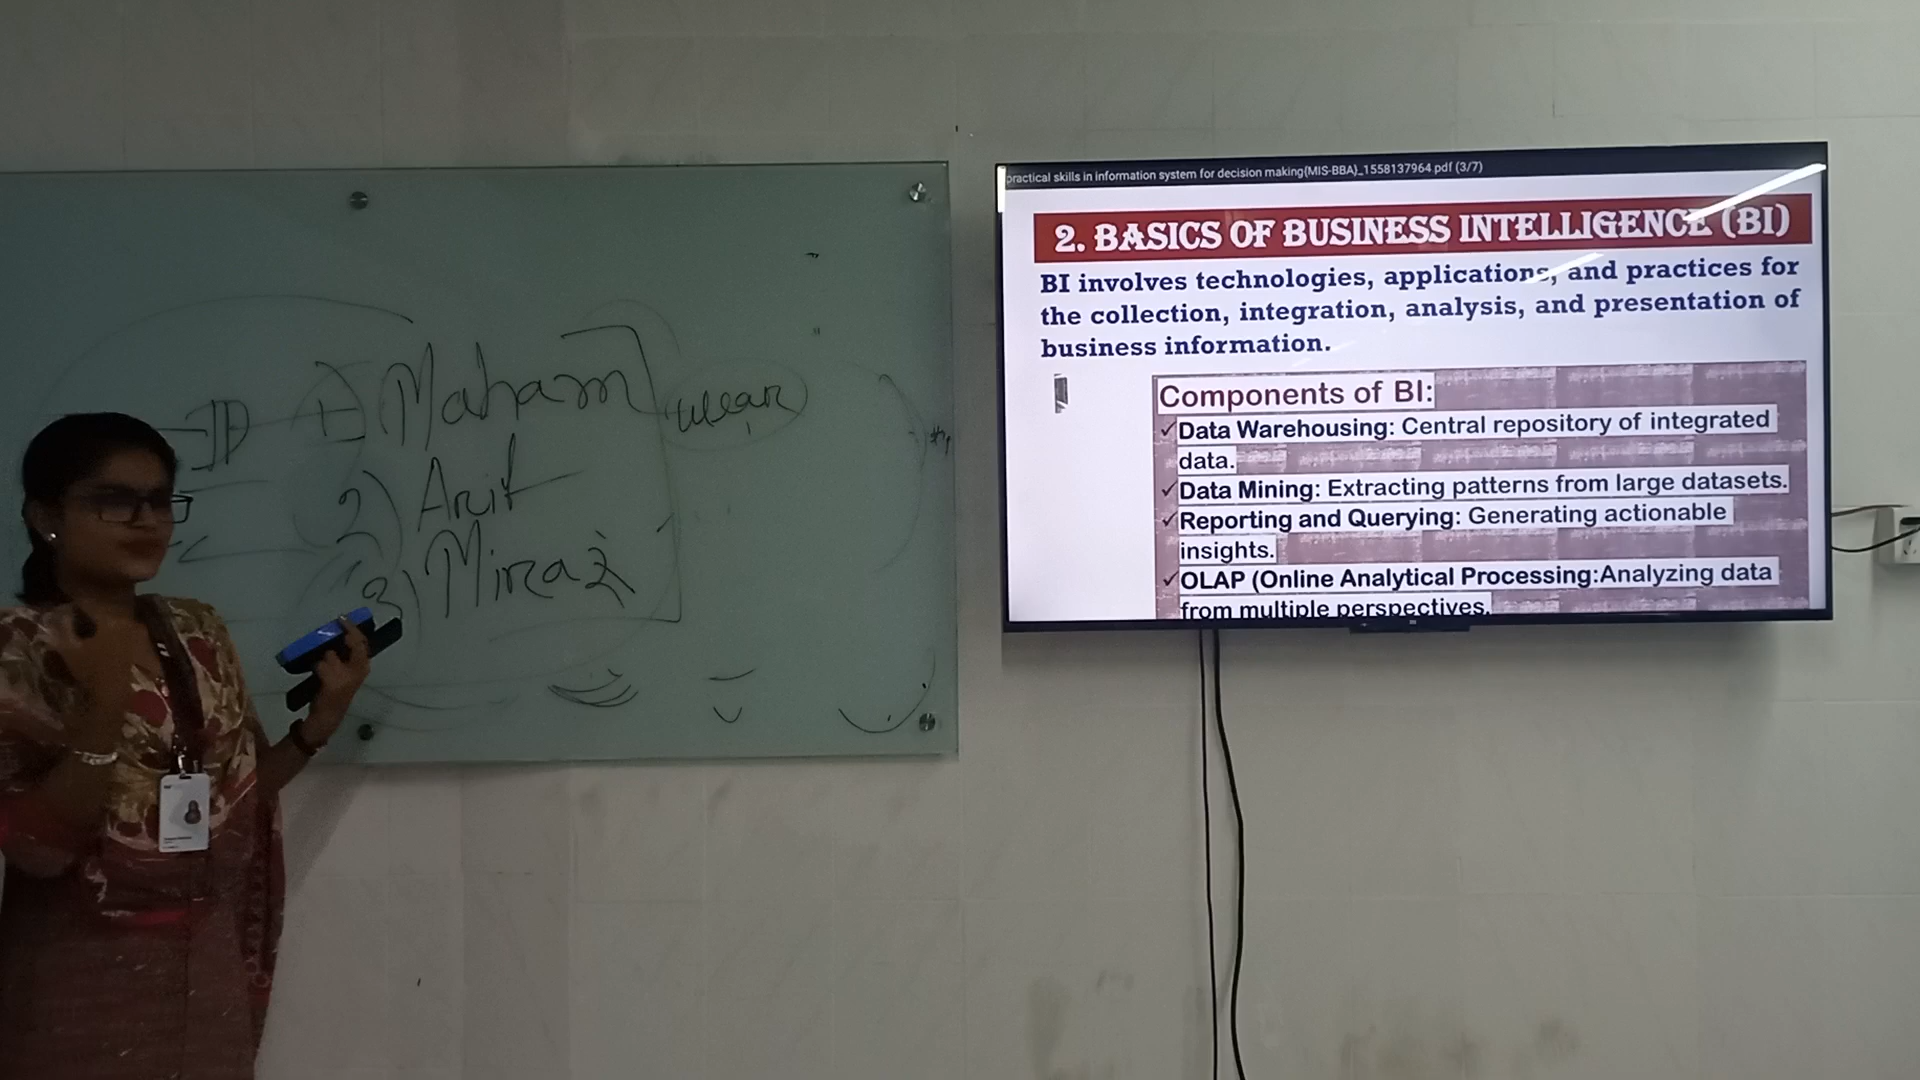 1) Maham
wear
2) Arif
3) Miraz
practical skills in information system for decision making(MIS-BBA)_1558137964.pdf (3/7)
2. BASICS OF BUSINESS INTELLIGENCE (BI)
BI involves technologies, applications, and practices for
the collection, integration, analysis, and presentation of
business information.
Components of BI:
✓Data Warehousing: Central repository of integrated
data.
✓Data Mining: Extracting patterns from large datasets.
✓Reporting and Querying: Generating actionable
insights.
✓OLAP (Online Analytical Processing:Analyzing data
from multiple perspectives.